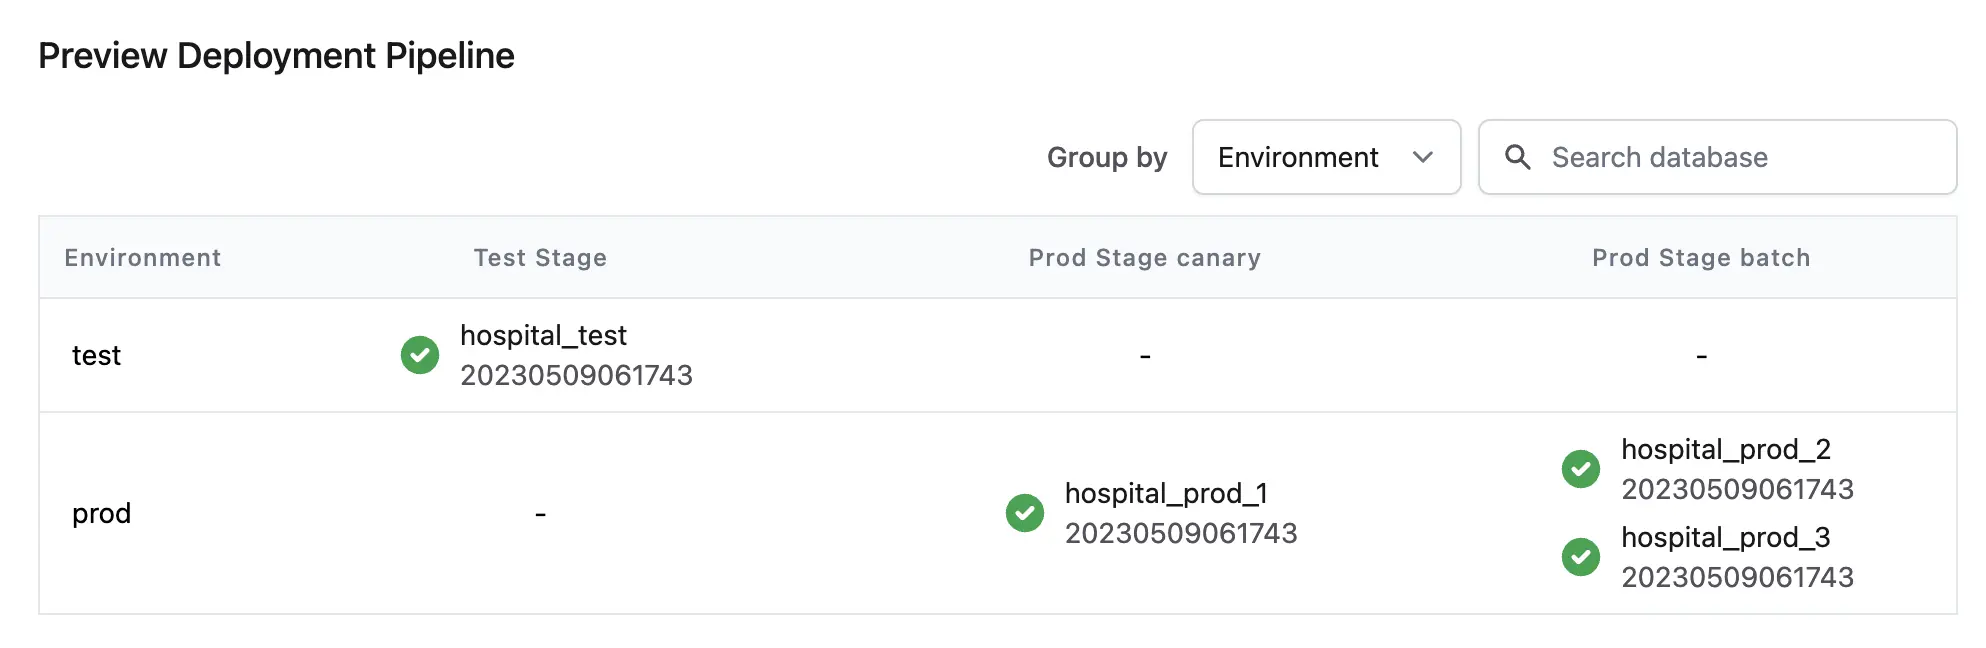 Preview Deployment Pipeline
Group by Environment Search database
Environment Test Stage Prod Stage canary Prod Stage batch
test hospital_test 20230509061743 - -
prod - hospital_prod_1 20230509061743 hospital_prod_2 20230509061743
hospital_prod_3 20230509061743